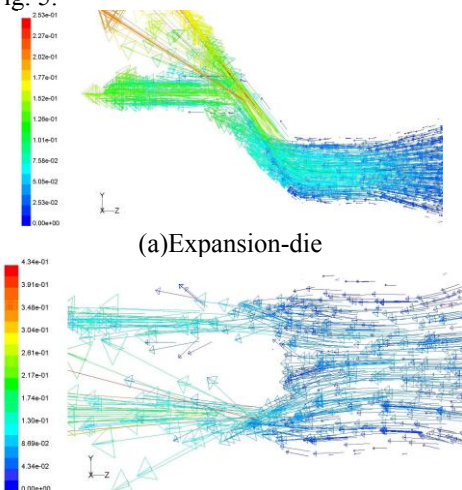 ig. 5.
2.53e-01
2.28e-01
2.02e-01
1.77e-01
1.52e-01
1.26e-01
1.01e-01
7.58e-02
5.05e-02
2.53e-02
0.00e+00
Y
X Z
(a)Expansion-die
4.34e-01
3.91e-01
3.48e-01
3.04e-01
2.61e-01
2.17e-01
1.74e-01
1.30e-01
8.69e-02
4.34e-02
0.00e+00
Y
X Z